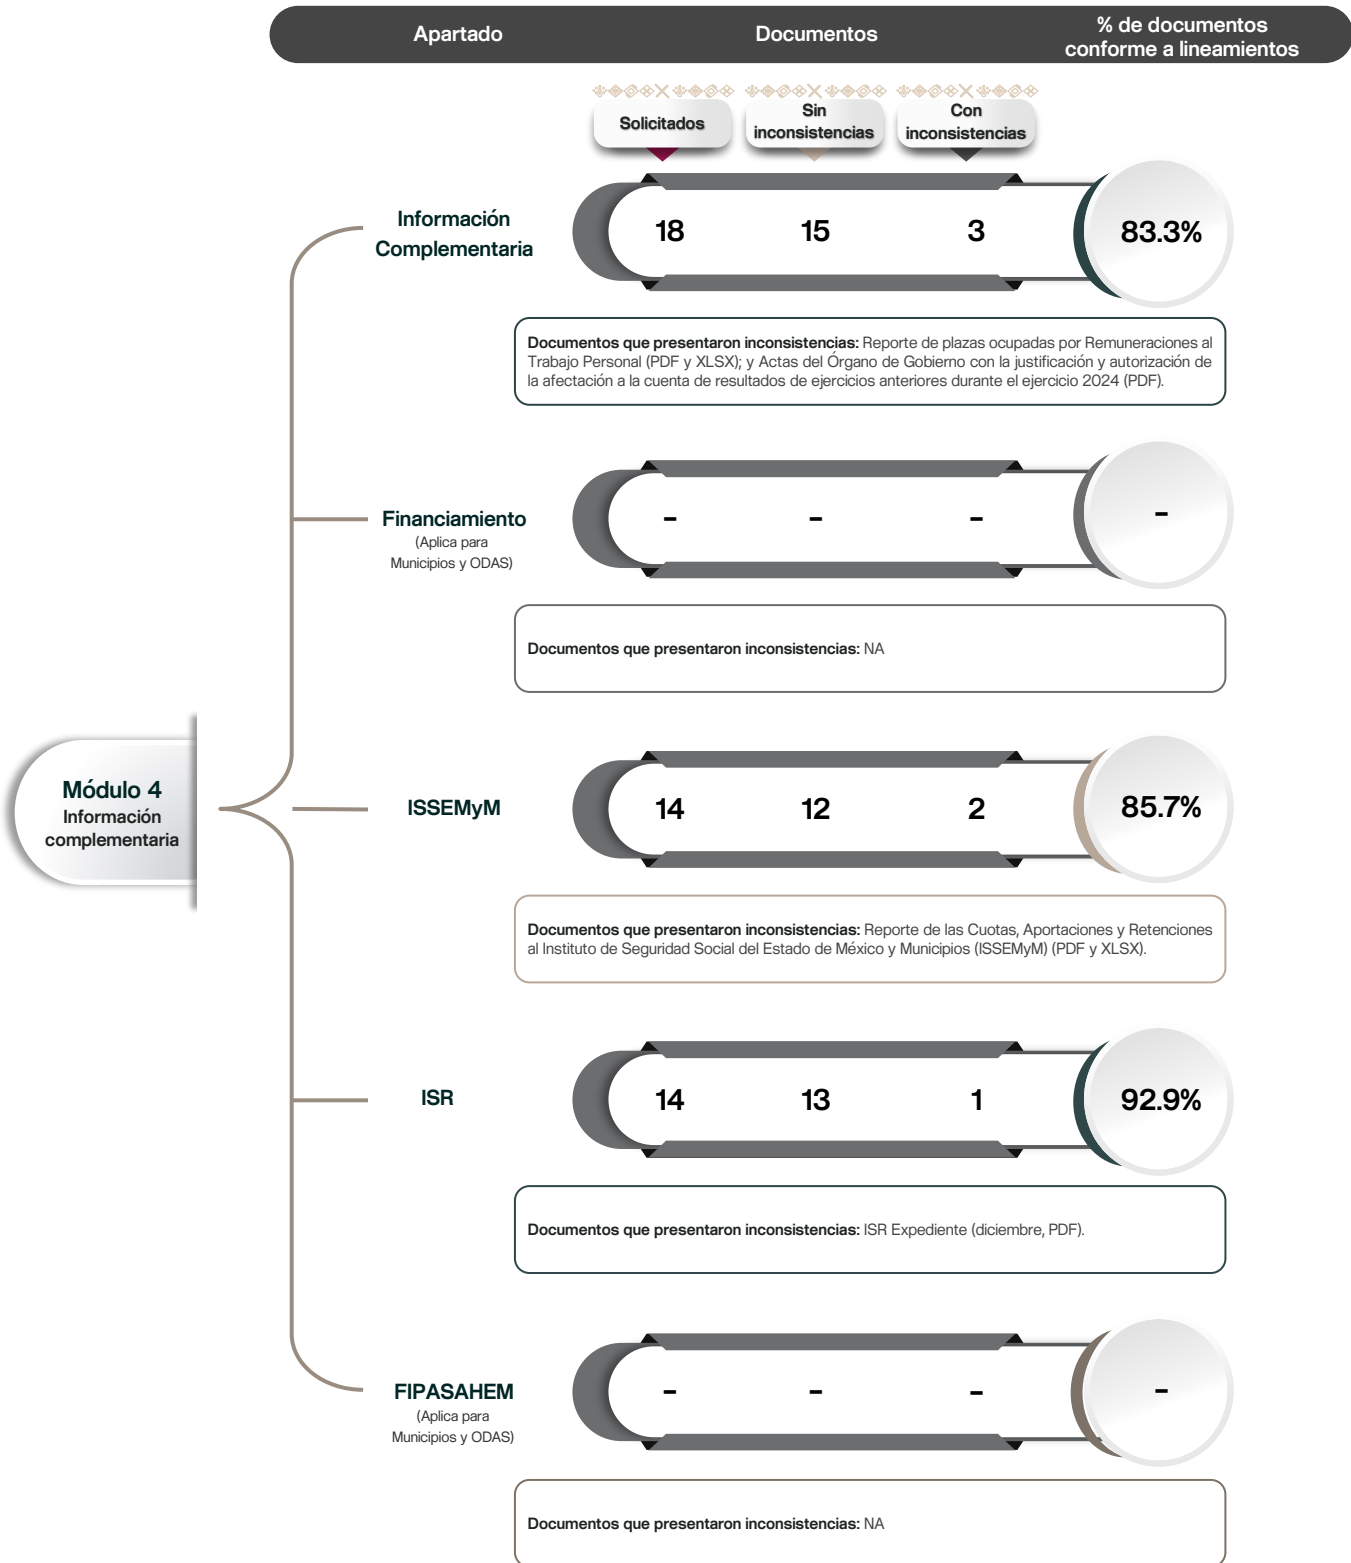 Apartado
Documentos
% de documentos
conforme a lineamientos
Solicitados
Sin
inconsistencias
Con
inconsistencias
Información
Complementaria
18
15
3
83.3%
Documentos que presentaron inconsistencias: Reporte de plazas ocupadas por Remuneraciones al
Trabajo Personal (PDF y XLSX); y Actas del Órgano de Gobierno con la justificación y autorización de
la afectación a la cuenta de resultados de ejercicios anteriores durante el ejercicio 2024 (PDF).
Financiamiento
(Aplica para
Municipios y ODAS)
-
-
-
-
Documentos que presentaron inconsistencias: NA
Módulo 4
Información
complementaria
ISSEMyM
14
12
2
85.7%
Documentos que presentaron inconsistencias: Reporte de las Cuotas, Aportaciones y Retenciones
al Instituto de Seguridad Social del Estado de México y Municipios (ISSEMyM) (PDF y XLSX).
ISR
14
13
1
92.9%
Documentos que presentaron inconsistencias: ISR Expediente (diciembre, PDF).
FIPASAHEM
(Aplica para
Municipios y ODAS)
-
-
-
-
Documentos que presentaron inconsistencias: NA